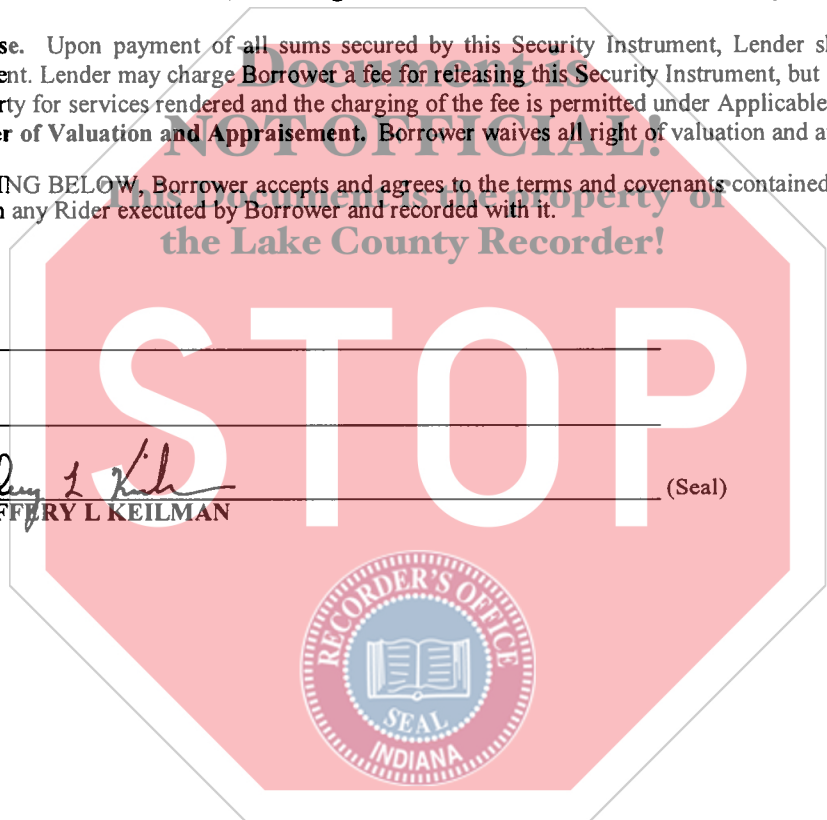 se. Upon payment of all sums secured by this Security Instrument, Lender sl
Document is
ent. Lender may charge Borrower a fee for releasing this Security Instrument, but
rty for services rendered and the charging of the fee is permitted under Applicable
NOT OFFICIAL!
er of Valuation and Appraisement. Borrower waives all right of valuation and a
NG BELOW, Borrower accepts and agrees to the terms and covenants contained
This Document is the property of
any Rider executed by Borrower and recorded with it.
the Lake County Recorder!
STOP
(Seal)
FFERY L KEILMAN
RECORDER'S OFFICE
SEAL
INDIANA